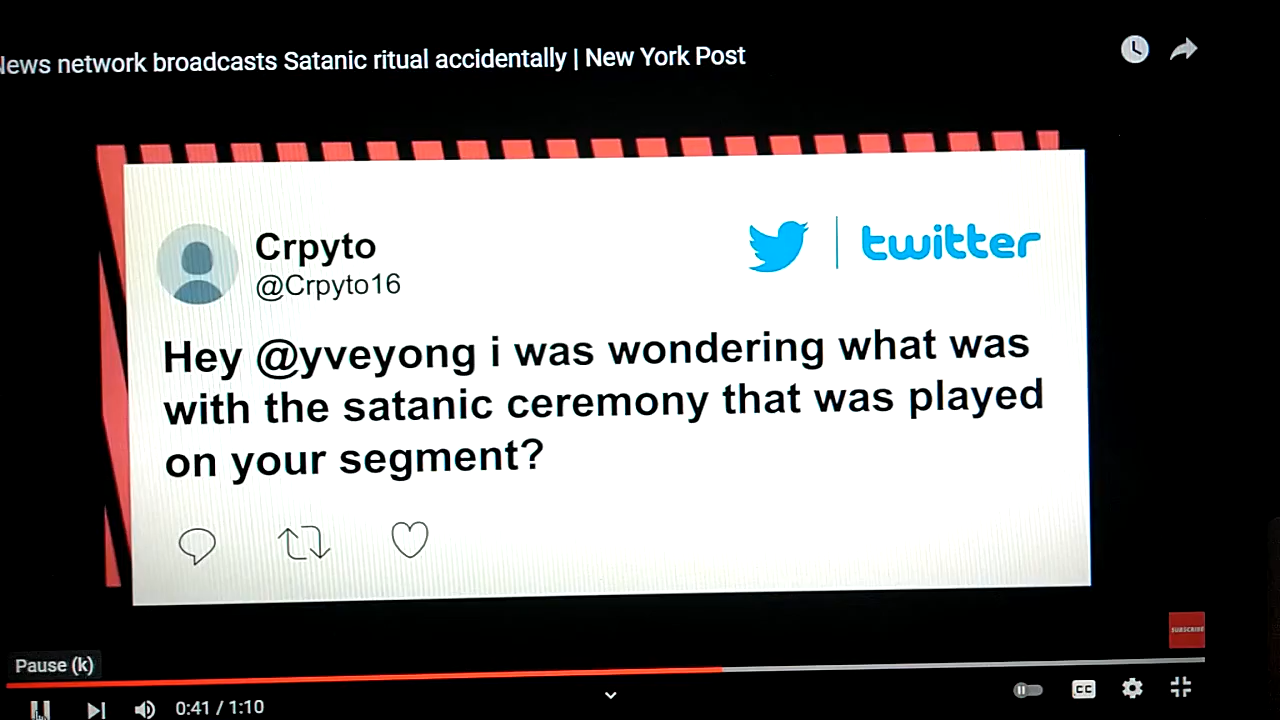 News network broadcasts Satanic ritual accidentally | New York Post
Crpyto
@Crpyto16
twitter
Hey @yveyong i was wondering what was
with the satanic ceremony that was played
on your segment?
SUBSCRIBE
Pause (k)
0:41 / 1:10
CC